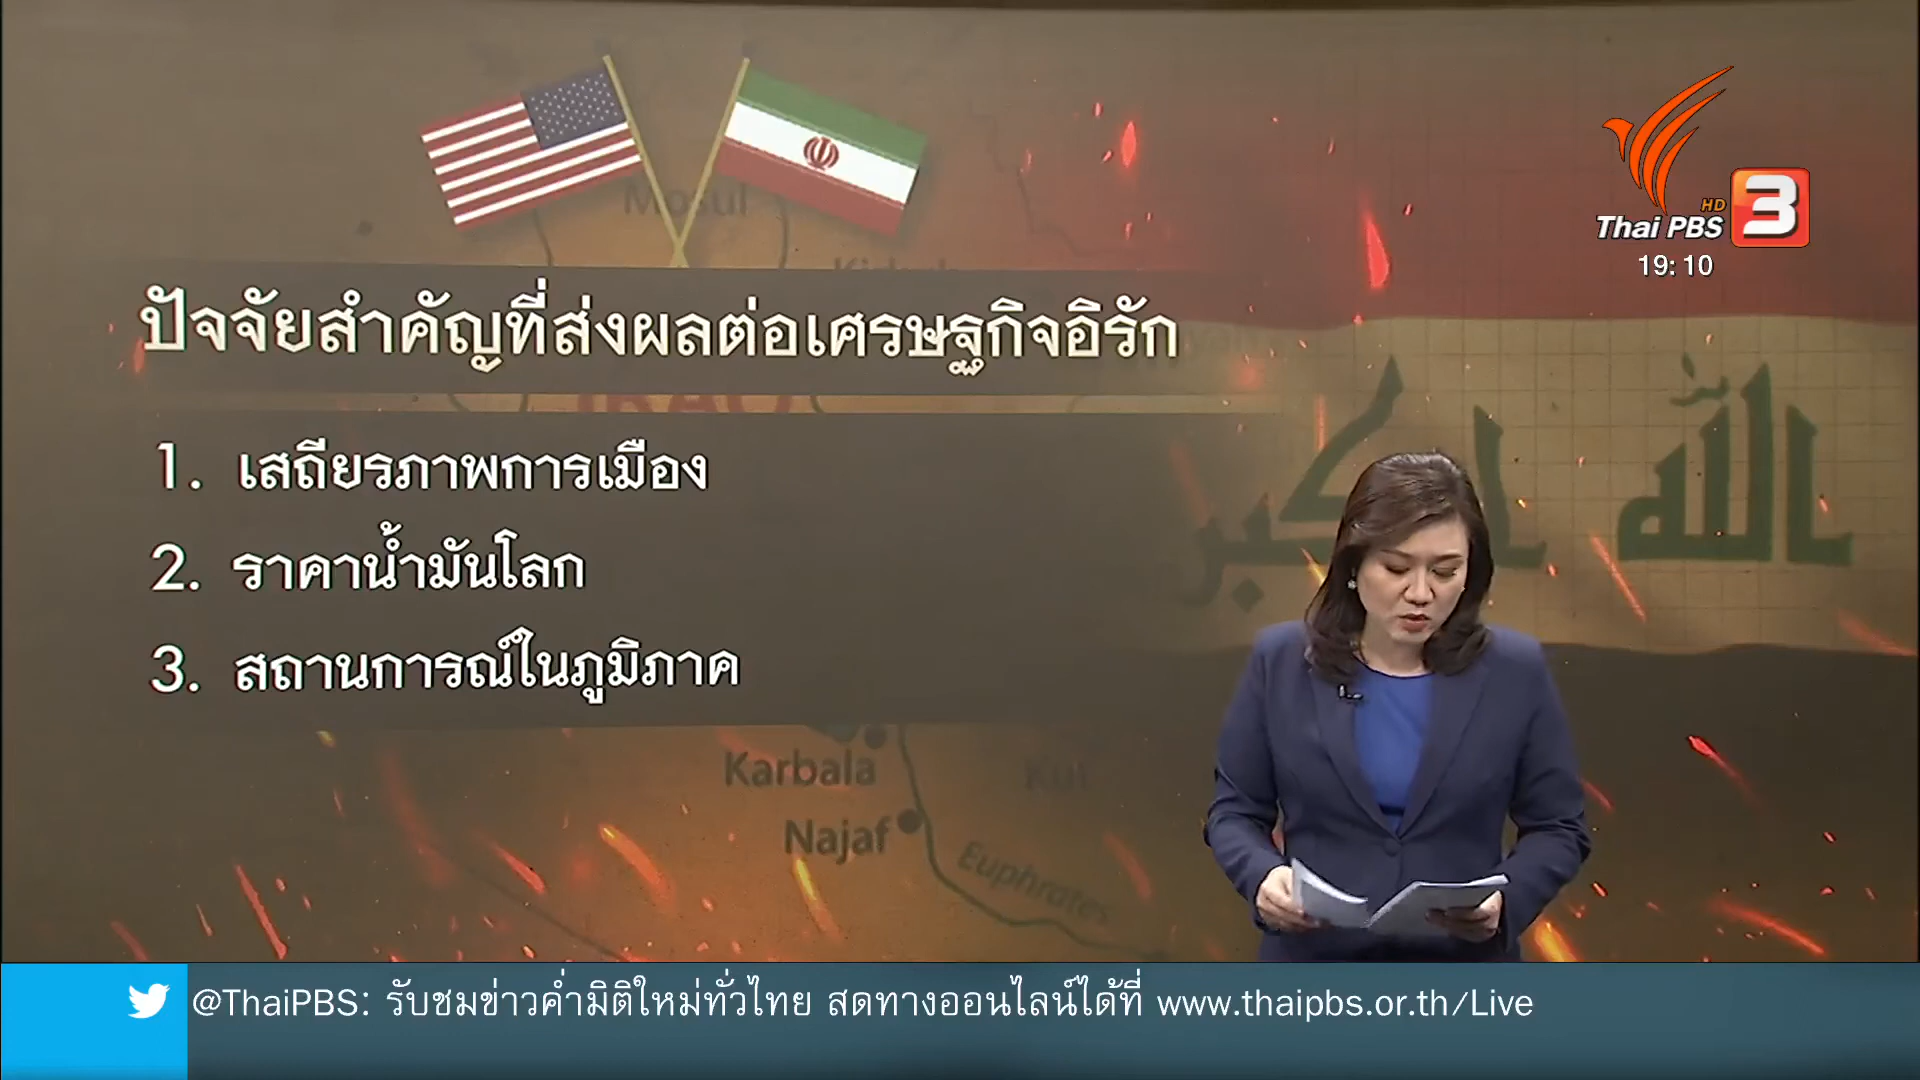 Mosul
HD
Thai PBS 3
19:10
ปัจจัยสำคัญที่ส่งผลต่อเศรษฐกิจอิรัก
IRAQ
1. เสถียรภาพการเมือง
2. ราคาน้ำมันโลก
3. สถานการณ์ในภูมิภาค
الله اكبر
Karbala
Kut
Najaf
Euphrates
@ThaiPBS: รับชมข่าวค่ำมิติใหม่ทั่วไทย สดทางออนไลน์ได้ที่ www.thaipbs.or.th/Live